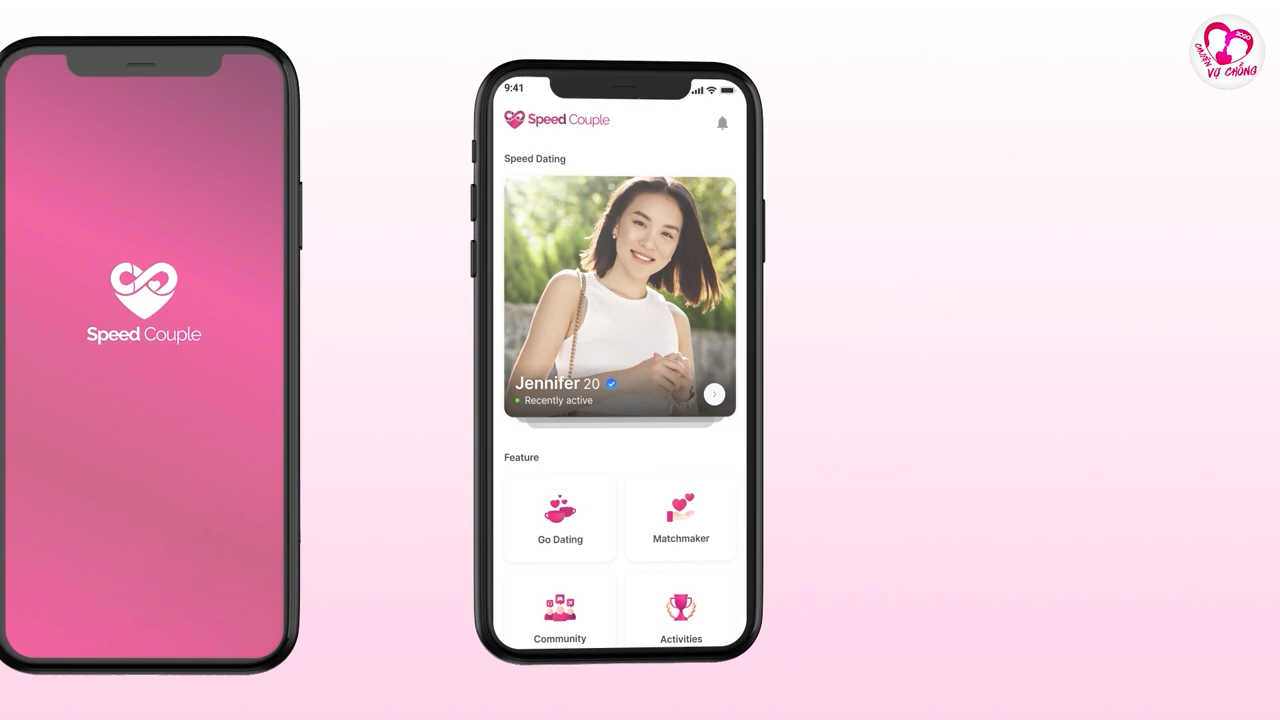 Speed Couple
9:41
Speed Couple
Speed Dating
Jennifer 20
Recently active
Feature
Go Dating
Matchmaker
Community
Activities
3030
CHUYỆN
VỢ CHỒNG